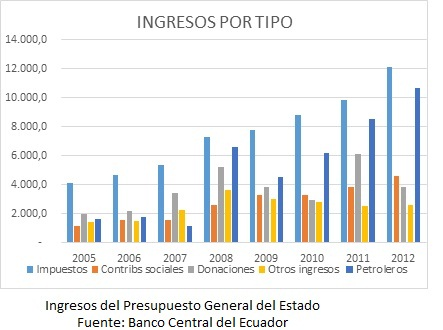 INGRESOS POR TIPO
14.000,0
12.000,0
10.000,0
8.000,0
6.000,0
4.000,0
2.000,0
-
2005 2006 2007 2008 2009 2010 2011 2012
Impuestos Contribs sociales Donaciones Otros ingresos Petroleros
Ingresos del Presupuesto General del Estado
Fuente: Banco Central del Ecuador